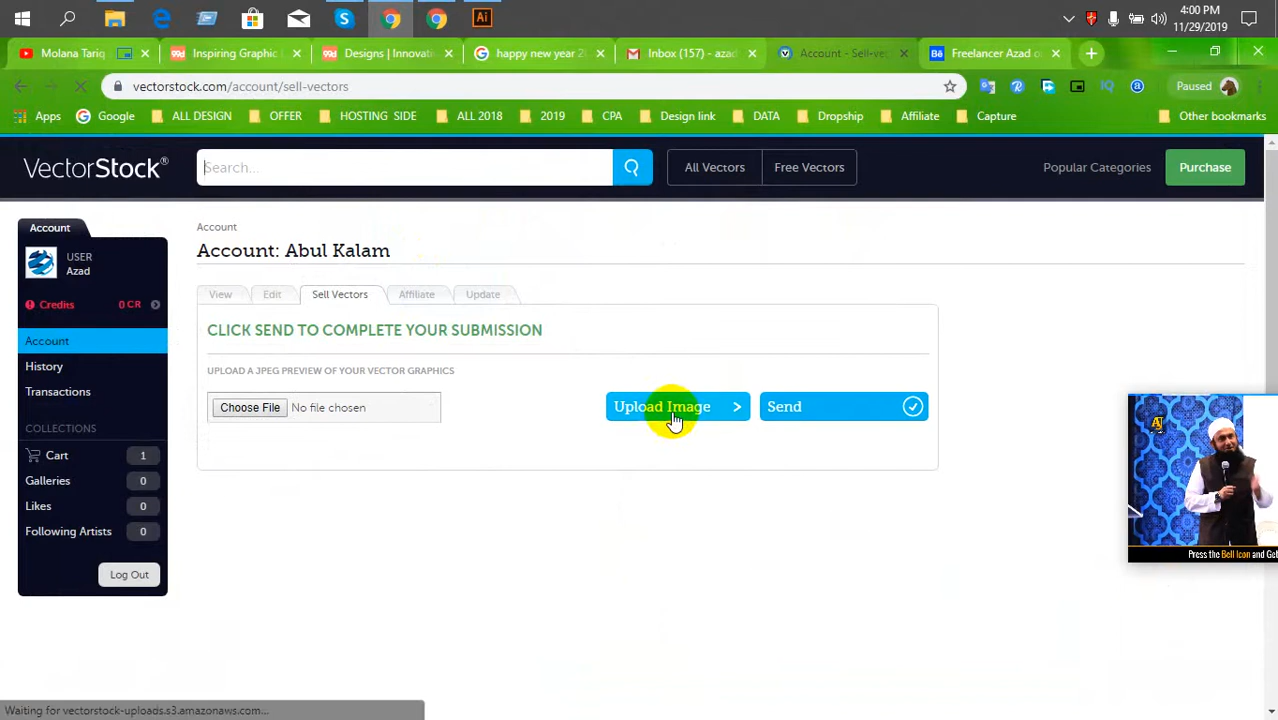 4:00 PM
11/29/2019
Molana Tariq
Inspiring Graphic
Designs | Innovati
happy new year 2
Inbox (157) - azad
Account - Sell-vec
Freelancer Azad o
vectorstock.com/account/sell-vectors
Paused
Apps
Google
ALL DESIGN
OFFER
HOSTING SIDE
ALL 2018
2019
CPA
Design link
DATA
Dropship
Affiliate
Capture
Other bookmarks
VectorStock®
Search...
All Vectors
Free Vectors
Popular Categories
Purchase
Account
USER
Azad
Credits 0 CR
Account
History
Transactions
COLLECTIONS
Cart 1
Galleries 0
Likes 0
Following Artists 0
Log Out
Account
Account: Abul Kalam
View
Edit
Sell Vectors
Affiliate
Update
CLICK SEND TO COMPLETE YOUR SUBMISSION
UPLOAD A JPEG PREVIEW OF YOUR VECTOR GRAPHICS
Choose File No file chosen
Upload Image
Send
Press the Bell Icon and Get
Waiting for vectorstock-uploads.s3.amazonaws.com...